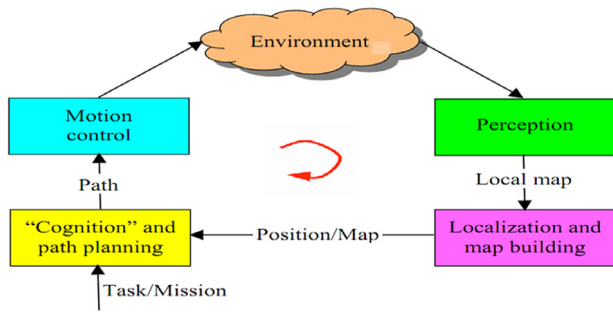 Environment
Motion
control
Perception
Path
Local map
“Cognition” and
path planning
Position/Map
Localization and
map building
Task/Mission